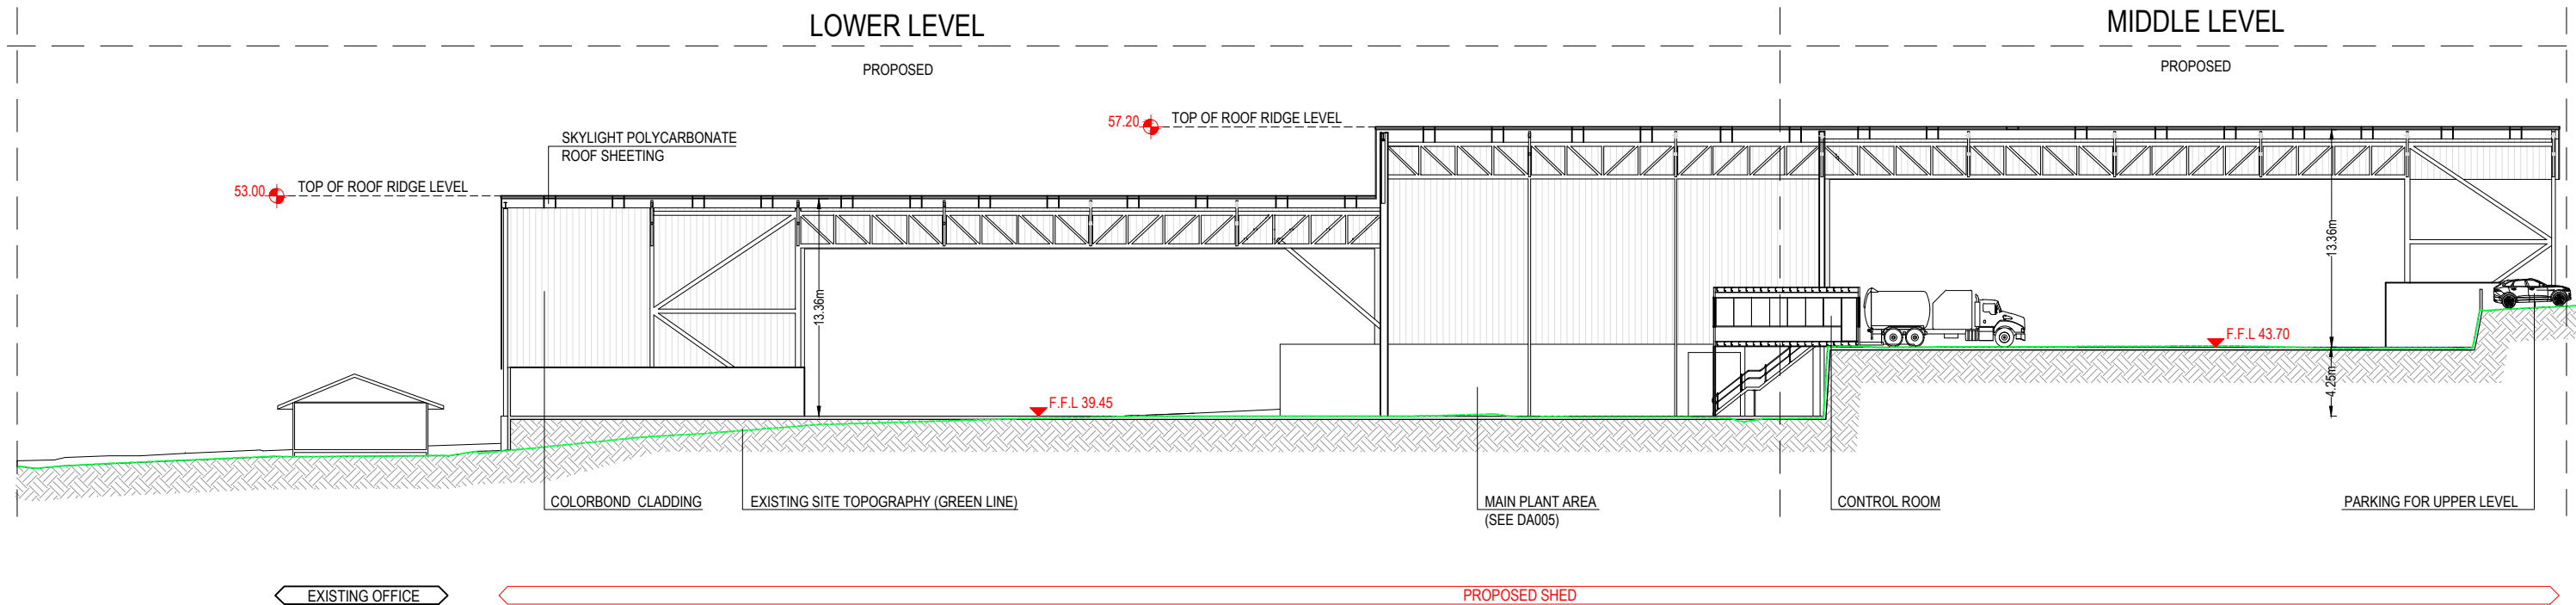 LOWER LEVEL
MIDDLE LEVEL
PROPOSED
PROPOSED
57.20
TOP OF ROOF RIDGE LEVEL
SKYLIGHT POLYCARBONATE
ROOF SHEETING
53.00
TOP OF ROOF RIDGE LEVEL
13.36m
13.36m
F.F.L 43.70
4.25m
F.F.L 39.45
COLORBOND CLADDING
EXISTING SITE TOPOGRAPHY (GREEN LINE)
MAIN PLANT AREA
(SEE DA005)
CONTROL ROOM
PARKING FOR UPPER LEVEL
EXISTING OFFICE
PROPOSED SHED